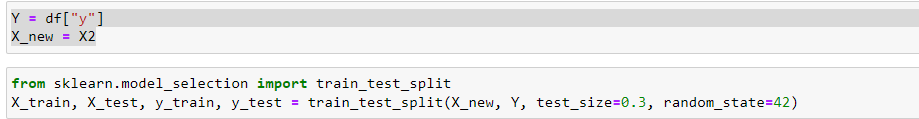 Y = df["y"]
X_new = X2
from sklearn.model_selection import train_test_split
X_train, X_test, y_train, y_test = train_test_split(X_new, Y, test_size=0.3, random_state=42)